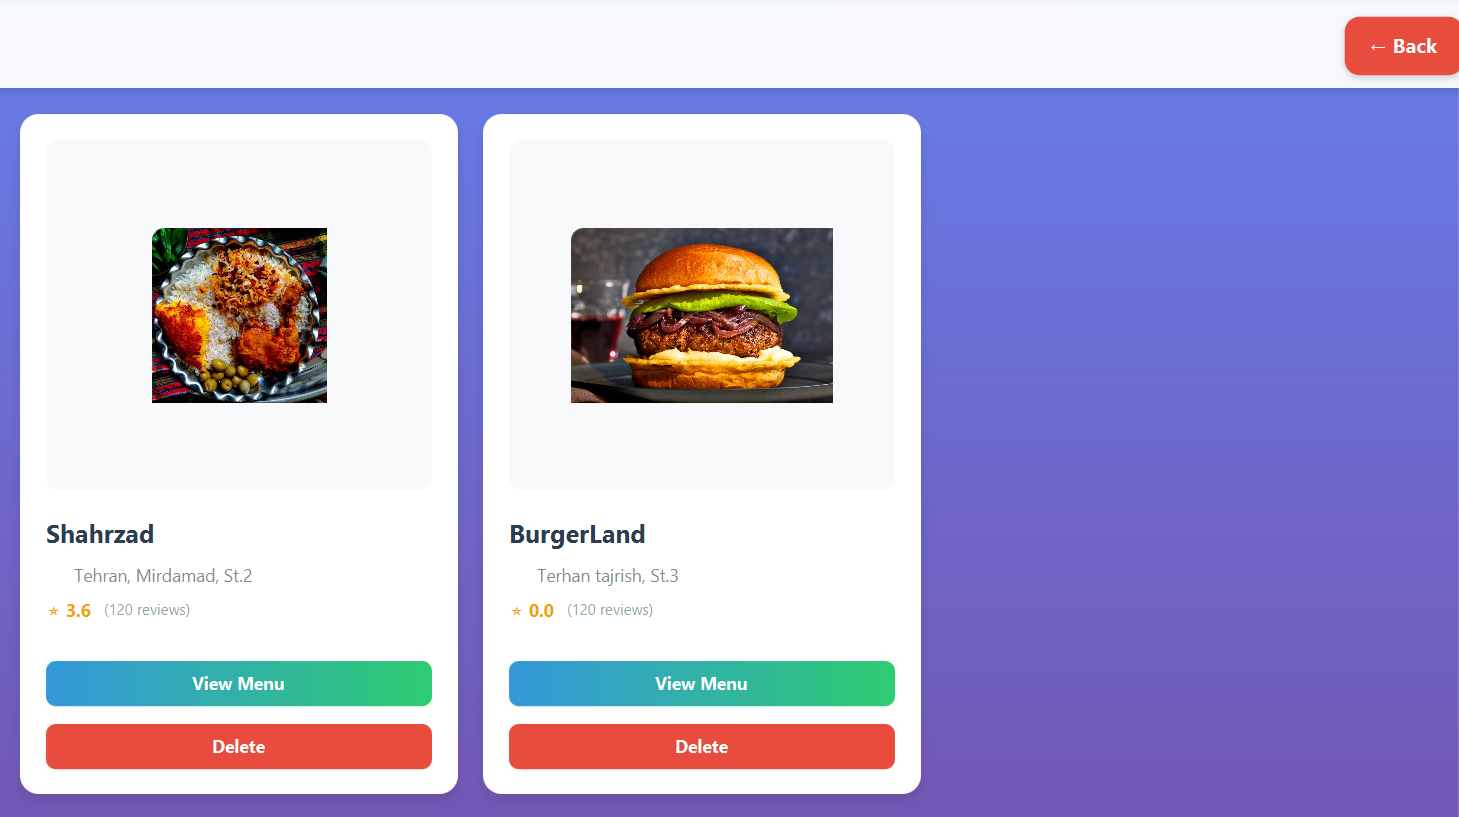 ← Back
Shahrzad
Tehran, Mirdamad, St.2
★ 3.6 (120 reviews)
View Menu
Delete
BurgerLand
Terhan tajrish, St.3
★ 0.0 (120 reviews)
View Menu
Delete